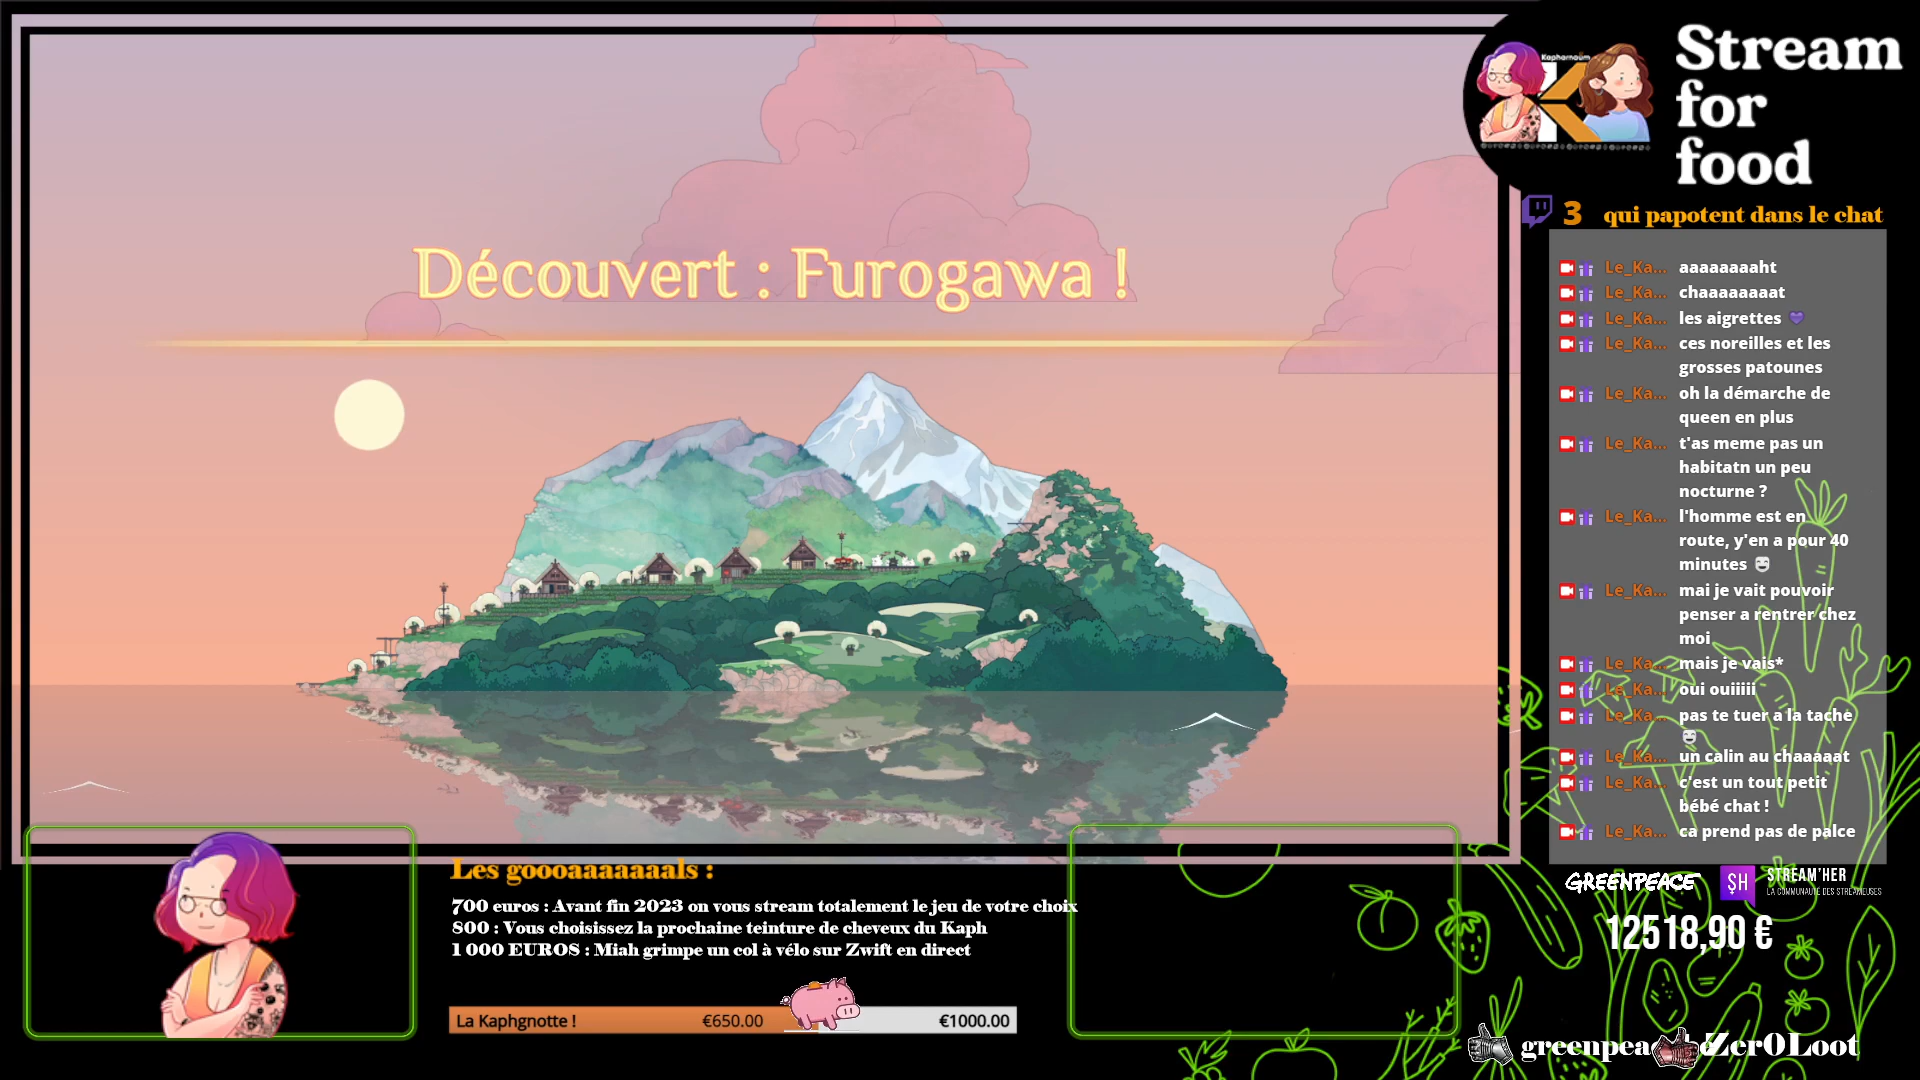 Stream
for
food
Kapharnaüm
3 qui papotent dans le chat
Découvert : Furogawa !
Le_Ka... aaaaaaaaht
Le_Ka... chaaaaaaaat
Le_Ka... les aigrettes 💜
Le_Ka... ces noreilles et les
grosses patounes
Le_Ka... oh la démarche de
queen en plus
Le_Ka... t'as meme pas un
habitatn un peu
nocturne ?
Le_Ka... l'homme est en
route, y'en a pour 40
minutes
Le_Ka... mai je vait pouvoir
penser a rentrer chez
moi
Le_Ka... mais je vais*
Le_Ka... oui ouiiiii
Le_Ka... pas te tuer a la tache
Le_Ka... un calin au chaaaaat
Le_Ka... c'est un tout petit
bébé chat !
Le_Ka... ca prend pas de palce
Les goooaaaaaaals :
700 euros : Avant fin 2023 on vous stream totalement le jeu de votre choix
800 : Vous choisissez la prochaine teinture de cheveux du Kaph
1 000 EUROS : Miah grimpe un col à vélo sur Zwift en direct
La Kaphgnotte ! €650.00 €1000.00
GREENPEACE SH STREAM'HER
LA COMMUNAUTÉ DES STREAMEUSES
12518,90 €
greenpea
Zer0Loot